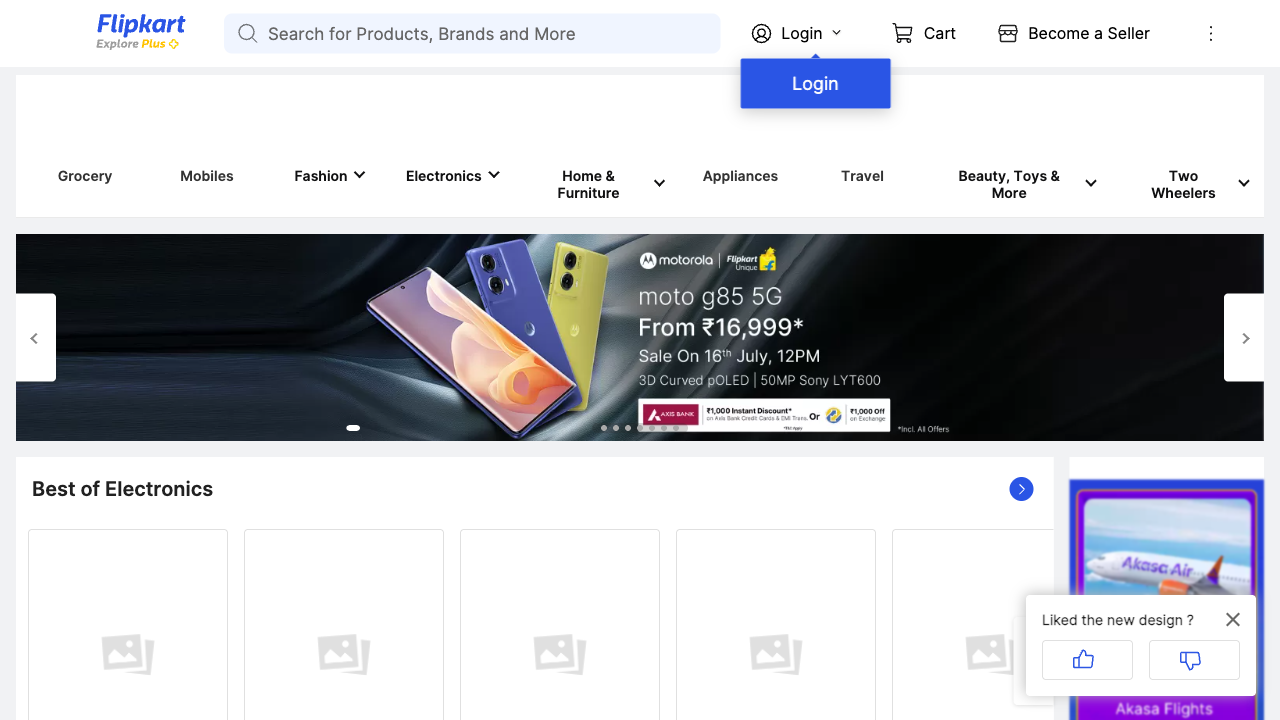 Flipkart
Explore Plus
Search for Products, Brands and More
Login
Cart
Become a Seller
Login
Grocery
Mobiles
Fashion
Electronics
Home &
Furniture
Appliances
Travel
Beauty, Toys &
More
Two
Wheelers
motorola
Flipkart
Unique
moto g85 5G
From ₹16,999*
Sale On 16th July, 12PM
3D Curved pOLED | 50MP Sony LYT600
AXIS BANK
₹1,000 Instant Discount*
on Axis Bank Credit Cards & EMI Trans.
*T&C Apply
Or
₹1,000 Off
on Exchange
*Incl. All Offers
Best of Electronics
Akasa Air
Liked the new design ?
Akasa Flights